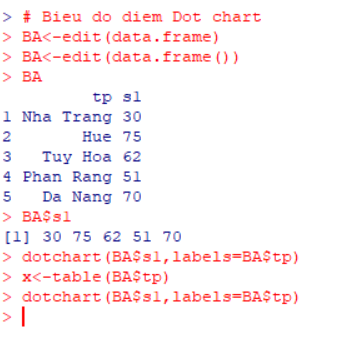 > # Bieu do diem Dot chart
> BA<-edit(data.frame)
> BA<-edit(data.frame())
> BA
         tp sl
1 Nha Trang 30
2       Hue 75
3   Tuy Hoa 62
4 Phan Rang 51
5   Da Nang 70
> BA$sl
[1] 30 75 62 51 70
> dotchart(BA$sl,labels=BA$tp)
> x<-table(BA$tp)
> dotchart(BA$sl,labels=BA$tp)
>